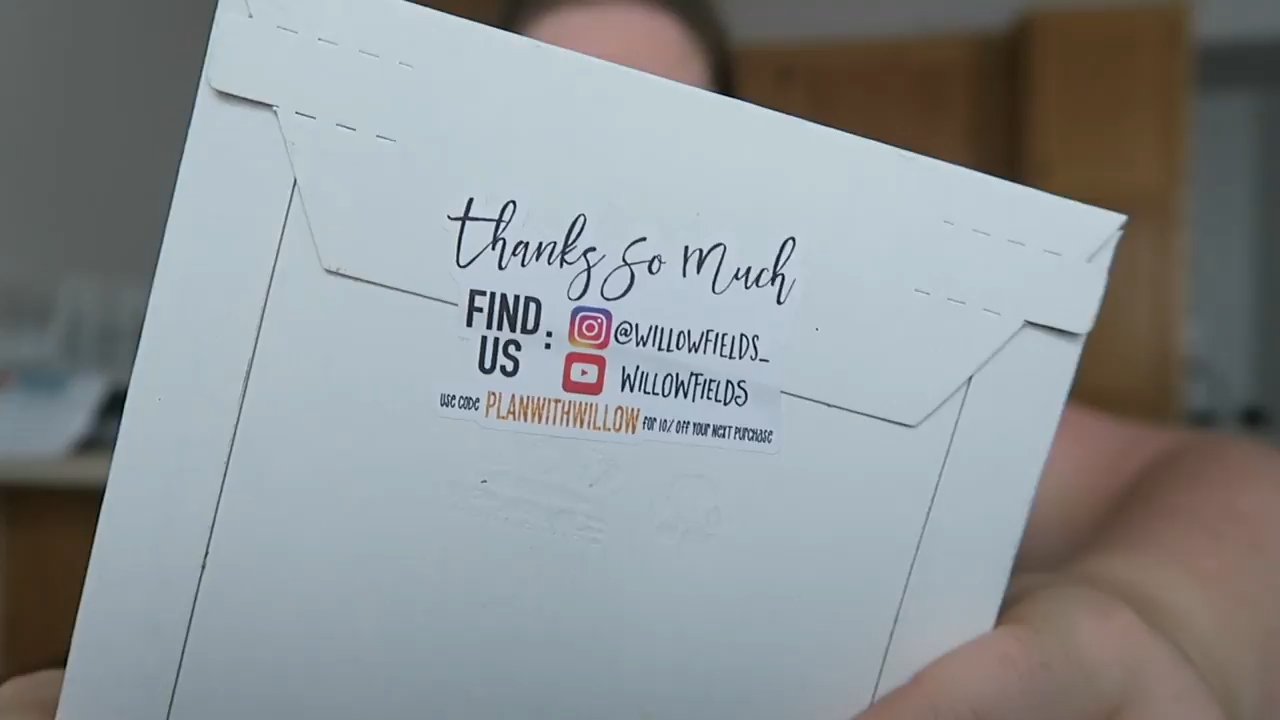 thanks so much
FIND US : @WILLOWFIELDS_
WILLOWFIELDS
USE CODE PLANWITHWILLOW FOR 10% OFF YOUR NEXT PURCHASE